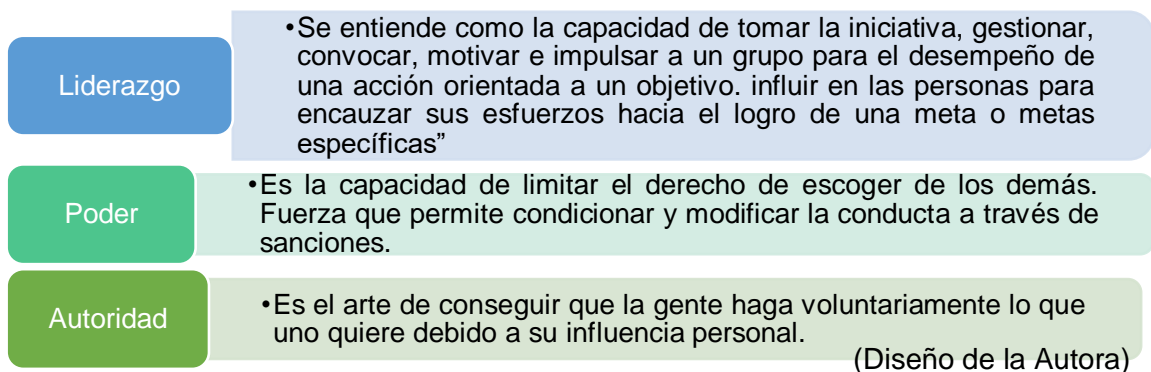 Liderazgo
•Se entiende como la capacidad de tomar la iniciativa, gestionar,
convocar, motivar e impulsar a un grupo para el desempeño de
una acción orientada a un objetivo. influir en las personas para
encauzar sus esfuerzos hacia el logro de una meta o metas
específicas”
Poder
•Es la capacidad de limitar el derecho de escoger de los demás.
Fuerza que permite condicionar y modificar la conducta a través de
sanciones.
Autoridad
•Es el arte de conseguir que la gente haga voluntariamente lo que
uno quiere debido a su influencia personal.
(Diseño de la Autora)